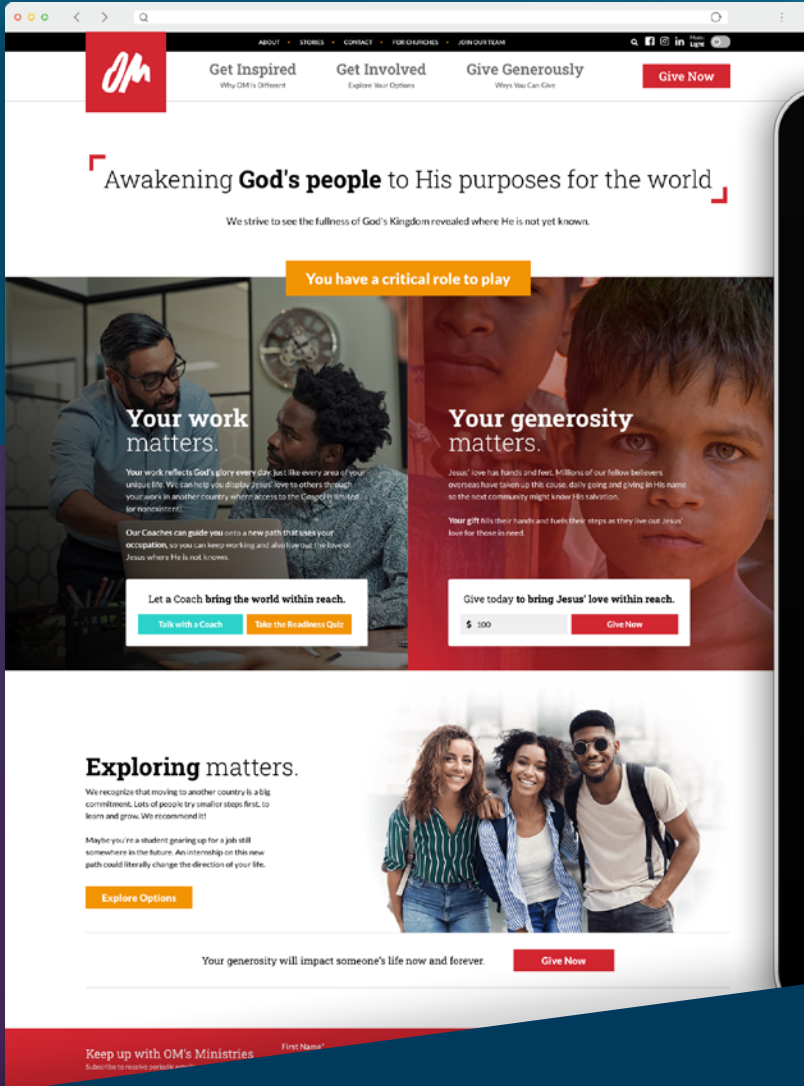 ABOUT • STORIES • CONTACT • FOR CHURCHES • JOIN OUR TEAM
Mode:
Light
OM
Get Inspired
Why OM Is Different
Get Involved
Explore Your Options
Give Generously
Ways You Can Give
Give Now
Awakening God's people to His purposes for the world
We strive to see the fullness of God's Kingdom revealed where He is not yet known.
You have a critical role to play
Your work
matters.
Your work reflects God's glory every day, just like every area of your
unique life. We can help you display Jesus' love to others through
your work in another country where access to the Gospel is limited
(or nonexistent).
Our Coaches can guide you onto a new path that uses your
occupation, so you can keep working and also live out the love of
Jesus where He is not known.
Let a Coach bring the world within reach.
Talk with a Coach
Take the Readiness Quiz
Your generosity
matters.
Jesus' love has hands and feet. Millions of our fellow believers
overseas have taken up this cause, daily going and giving in His name
so the next community might know His salvation.
Your gift fills their hands and fuels their steps as they live out Jesus'
love for those in need.
Give today to bring Jesus' love within reach.
$ 100
Give Now
Exploring matters.
We recognize that moving to another country is a big
commitment. Lots of people try smaller steps first, to
learn and grow. We recommend it!
Maybe you're a student gearing up for a job still
somewhere in the future. An internship on this new
path could literally change the direction of your life.
Explore Options
Your generosity will impact someone's life now and forever.
Give Now
Keep up with OM's Ministries
Subscribe to receive periodic
First Name*